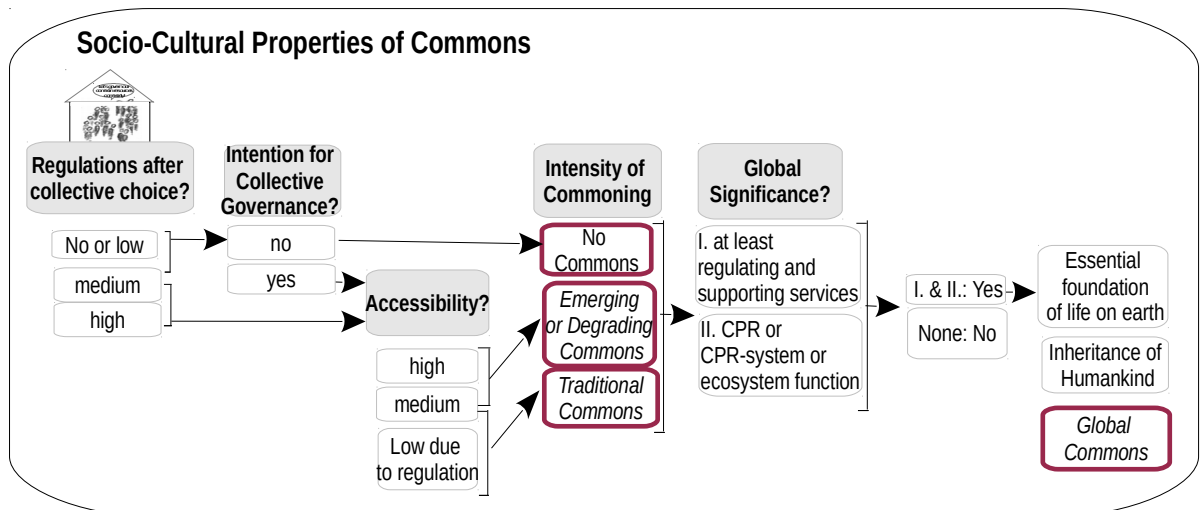 Socio-Cultural Properties of Commons
Regulations after
collective choice?
No or low
medium
high
Intention for
Collective
Governance?
no
yes
Accessibility?
high
medium
Low due
to regulation
Intensity of
Commoning
No
Commons
Emerging
or Degrading
Commons
Traditional
Commons
Global
Significance?
I. at least
regulating and
supporting services
II. CPR or
CPR-system or
ecosystem function
I. & II.: Yes
None: No
Essential
foundation
of life on earth
Inheritance of
Humankind
Global
Commons